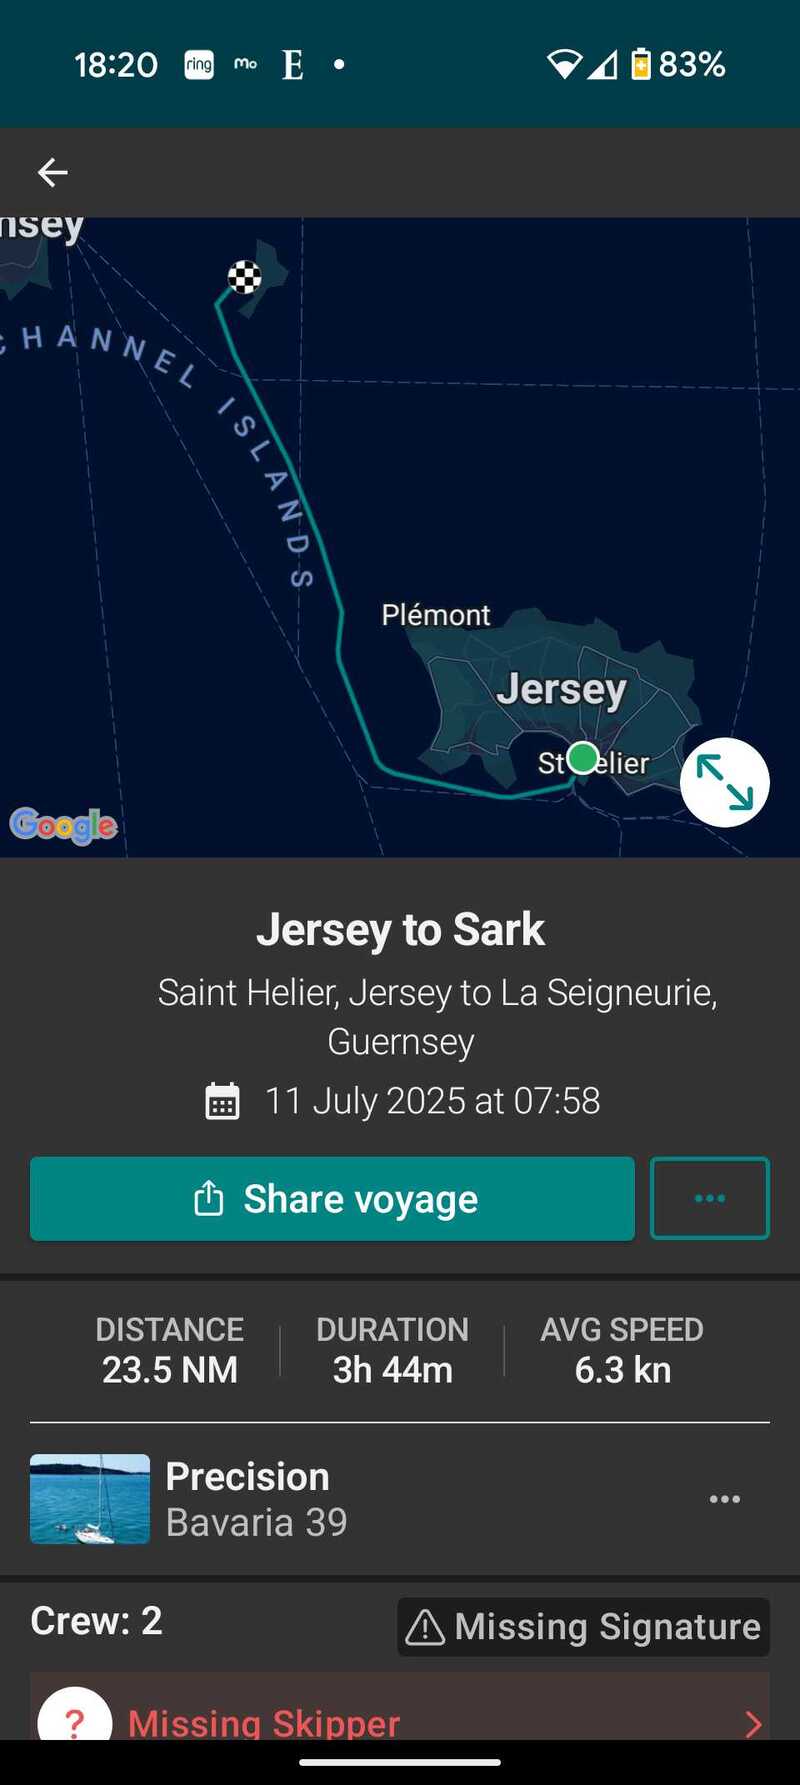 18:20 ring Mo E 83%
nsey
CHANNEL ISLANDS
Plémont
Jersey
St elier
Google
Jersey to Sark
Saint Helier, Jersey to La Seigneurie,
Guernsey
11 July 2025 at 07:58
Share voyage
DISTANCE DURATION AVG SPEED
23.5 NM 3h 44m 6.3 kn
Precision
Bavaria 39
Crew: 2 Missing Signature
? Missing Skipper